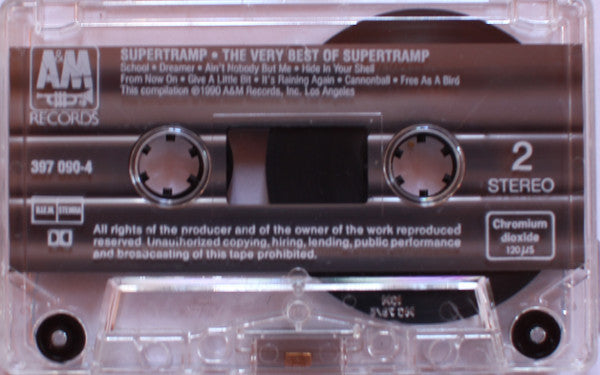 A&M
RECORDS
SUPERTRAMP • THE VERY BEST OF SUPERTRAMP
School • Dreamer • Ain't Nobody But Me • Hide In Your Shell
From Now On • Give A Little Bit • It's Raining Again • Cannonball • Free As A Bird
This compilation ℗1990 A&M Records, Inc. Los Angeles
397 090-4
2
STEREO
B.I.E.M. STEMRA
All rights of the producer and of the owner of the work reproduced
reserved. Unauthorized copying, hiring, lending, public performance
and broadcasting of this tape prohibited.
Chromium
dioxide
120 µS